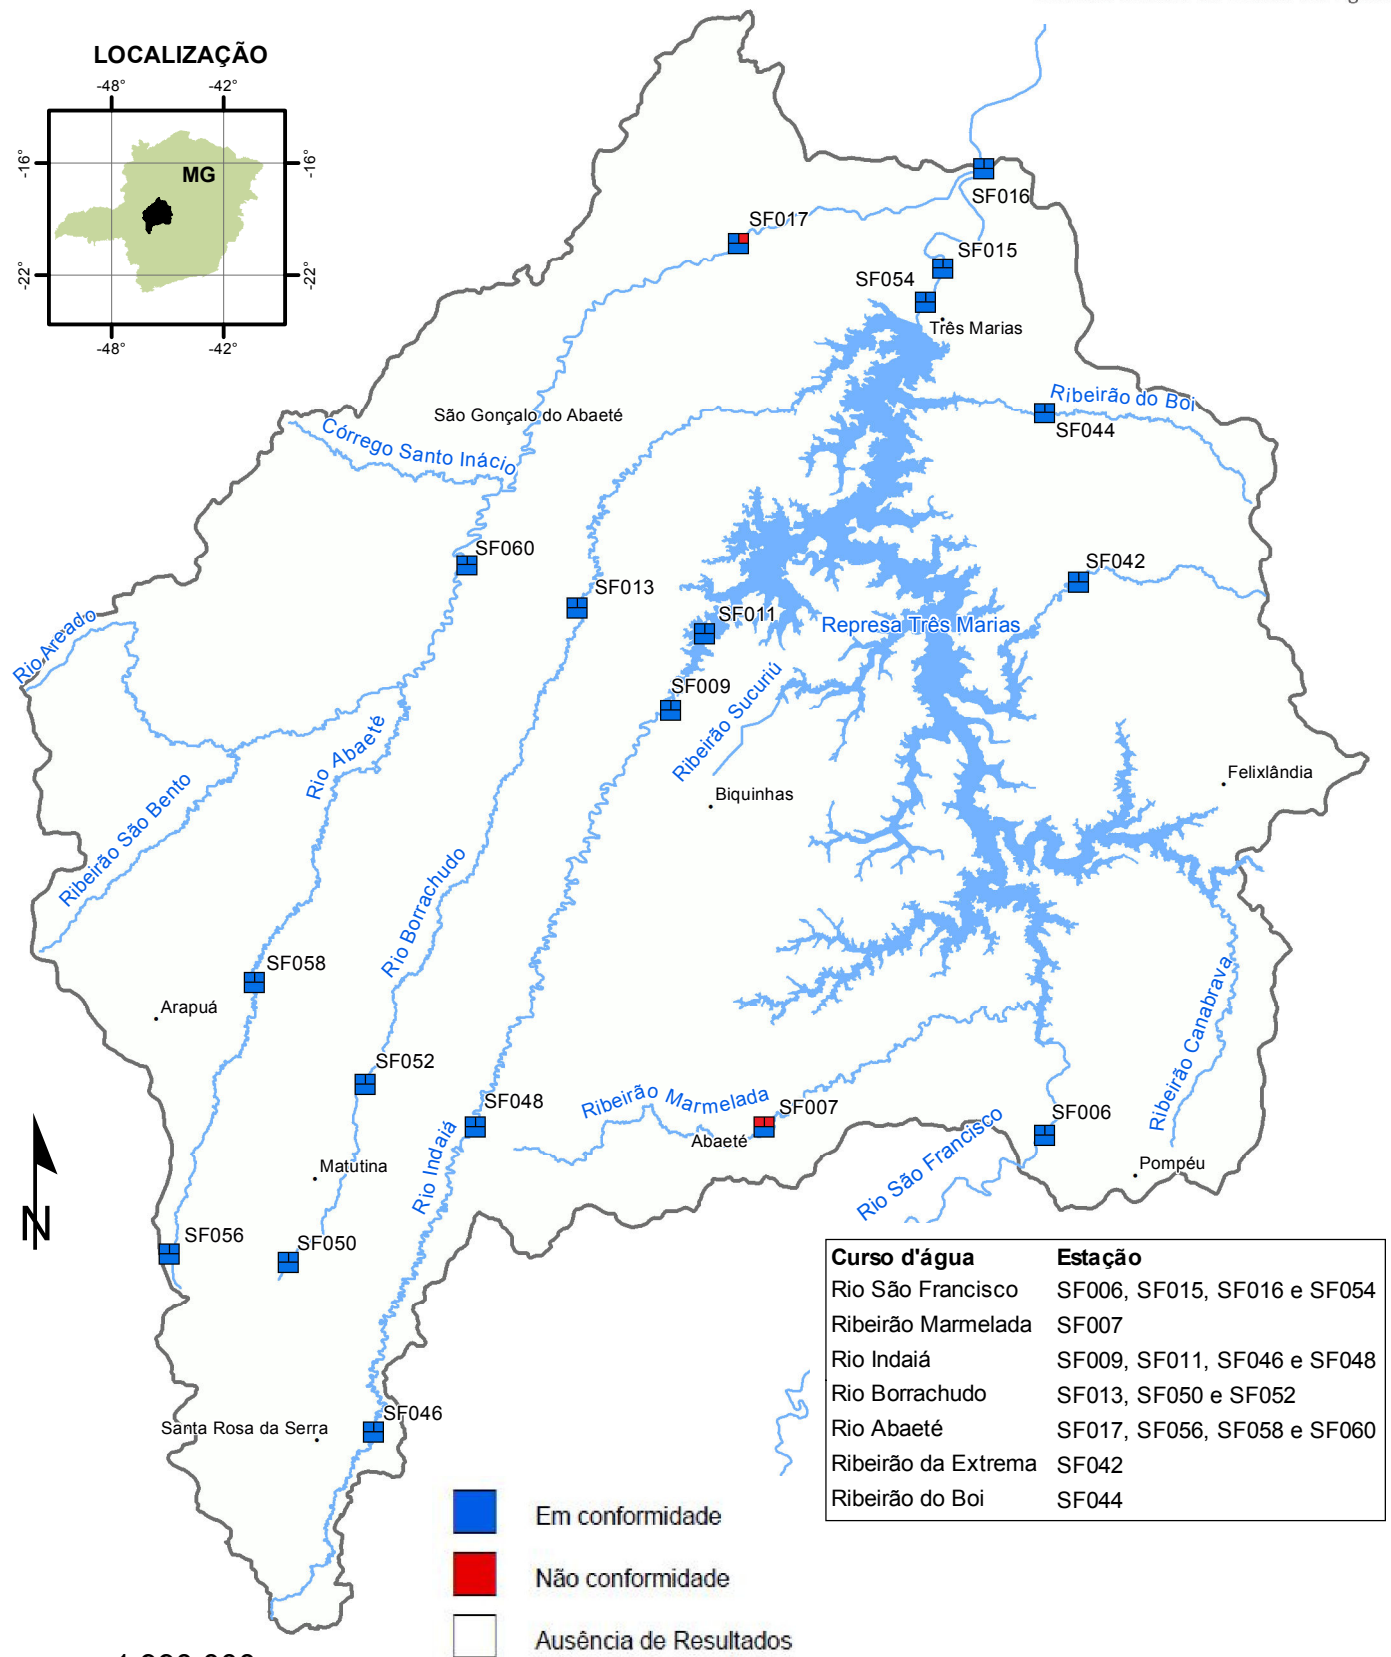 LOCALIZAÇÃO
-48°
-42°
-16°
-16°
MG
-22°
-22°
-48°
-42°
SF016
SF017
SF015
SF054
Três Marias
Ribeirão do Boi
SF044
São Gonçalo do Abaeté
Córrego Santo Inácio
SF060
SF042
SF013
SF011
Represa Três Marias
Rio Areado
SF009
Ribeirão Sucuriú
Rio Abaeté
Felixlândia
Biquinhas
Ribeirão São Bento
Rio Borrachudo
SF058
Arapuá
Ribeirão Canabrava
SF052
SF048
Ribeirão Marmelada
SF007
SF006
Abaeté
Rio São Francisco
Pompéu
Rio Indaiá
Matutina
N
SF056
SF050
Curso d'água Estação
Rio São Francisco SF006, SF015, SF016 e SF054
Ribeirão Marmelada SF007
Rio Indaiá SF009, SF011, SF046 e SF048
Rio Borrachudo SF013, SF050 e SF052
Rio Abaeté SF017, SF056, SF058 e SF060
Ribeirão da Extrema SF042
Ribeirão do Boi SF044
SF046
Santa Rosa da Serra
Em conformidade
Não conformidade
Ausência de Resultados